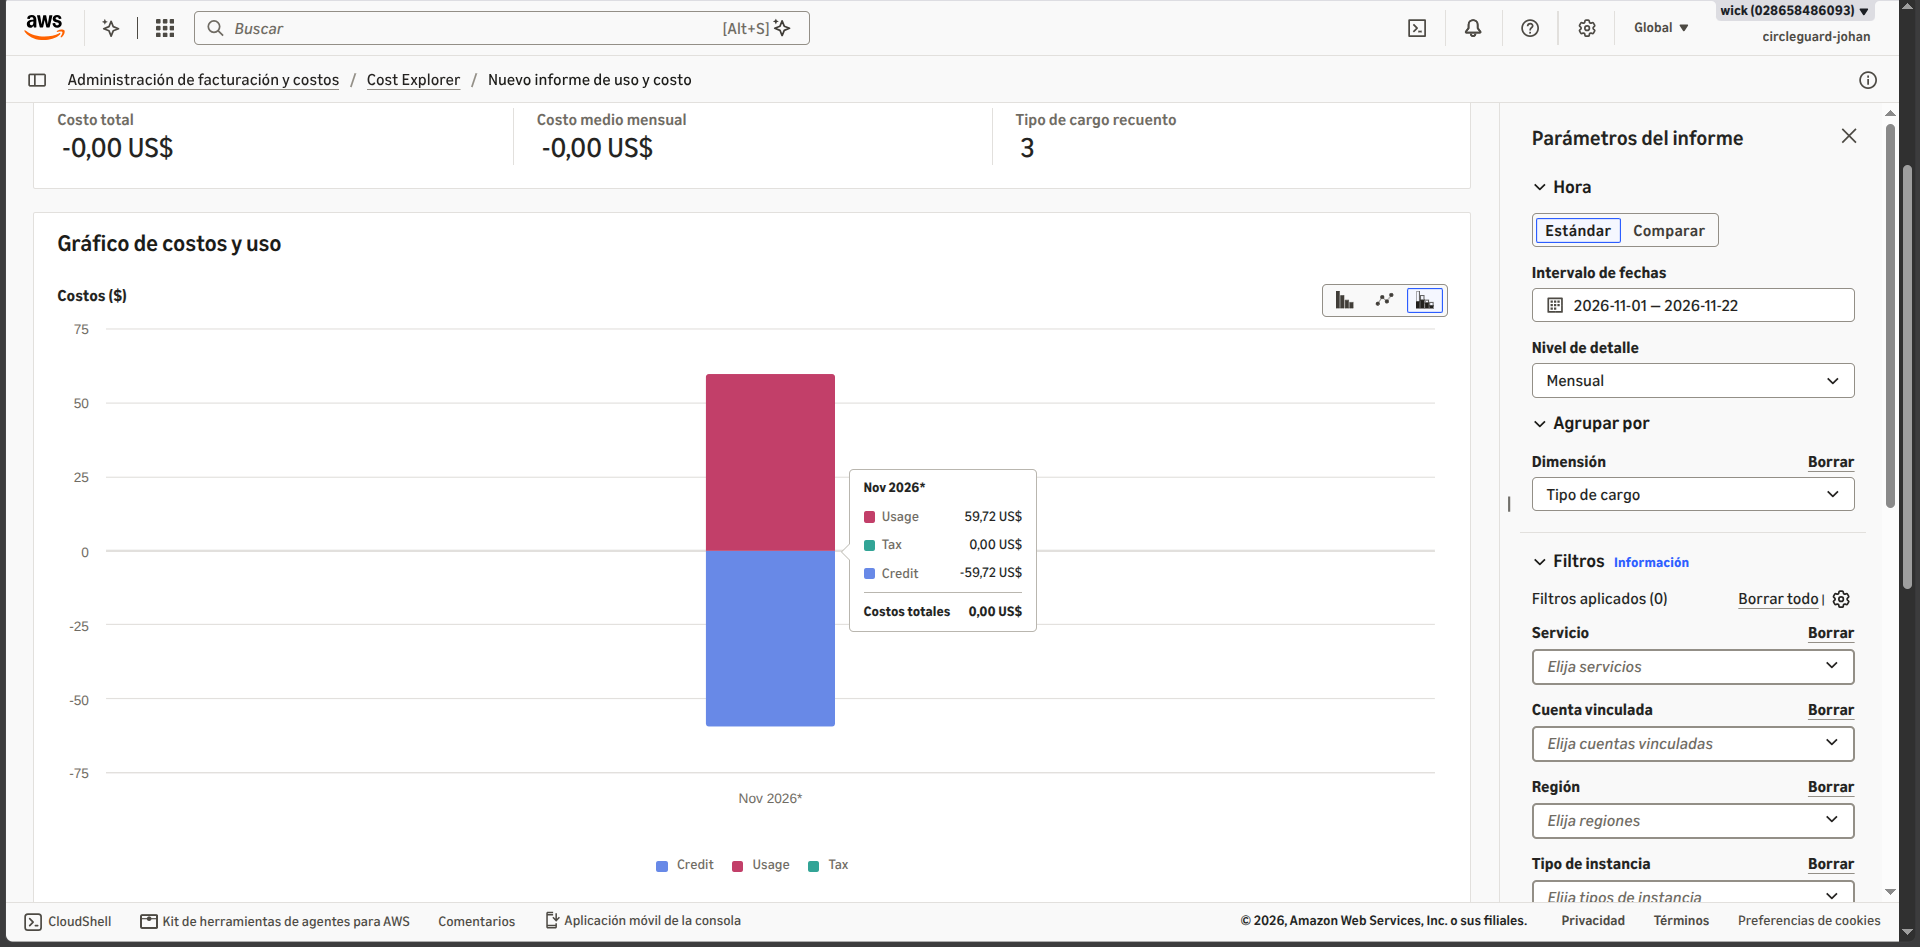 aws
Buscar
[Alt+S]
Global
wick (028658486093)
circleguard-johan
Administración de facturación y costos / Cost Explorer / Nuevo informe de uso y costo
Costo total
-0,00 US$
Costo medio mensual
-0,00 US$
Tipo de cargo recuento
3
Gráfico de costos y uso
Costos ($)
75
50
25
0
-25
-50
-75
Nov 2026*
Usage 59,72 US$
Tax 0,00 US$
Credit -59,72 US$
Costos totales 0,00 US$
Nov 2026*
Credit Usage Tax
Parámetros del informe
Hora
Estándar Comparar
Intervalo de fechas
2026-11-01 – 2026-11-22
Nivel de detalle
Mensual
Agrupar por
Dimensión Borrar
Tipo de cargo
Filtros Información
Filtros aplicados (0) Borrar todo |
Servicio Borrar
Elija servicios
Cuenta vinculada Borrar
Elija cuentas vinculadas
Región Borrar
Elija regiones
Tipo de instancia Borrar
Elija tipos de instancia
CloudShell Kit de herramientas de agentes para AWS Comentarios Aplicación móvil de la consola
© 2026, Amazon Web Services, Inc. o sus filiales. Privacidad Términos Preferencias de cookies